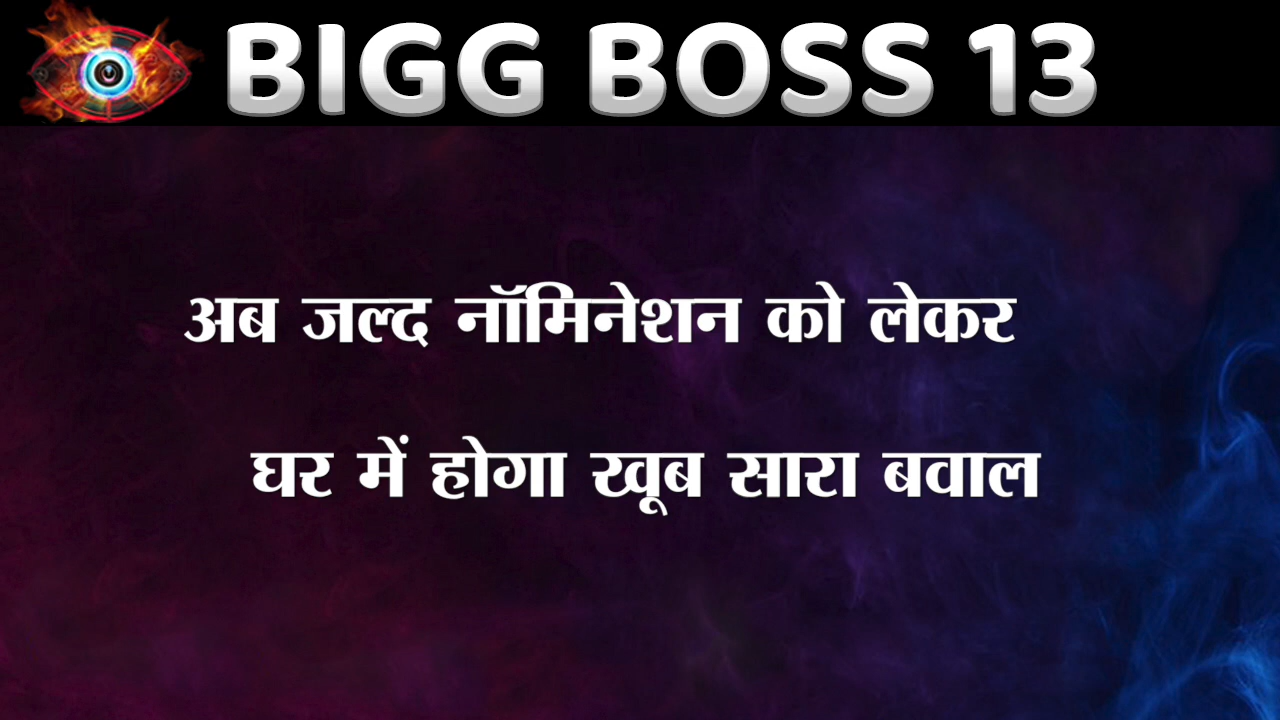 BIGG BOSS 13
अब जल्द नॉमिनेशन को लेकर
घर में होगा खूब सारा बवाल